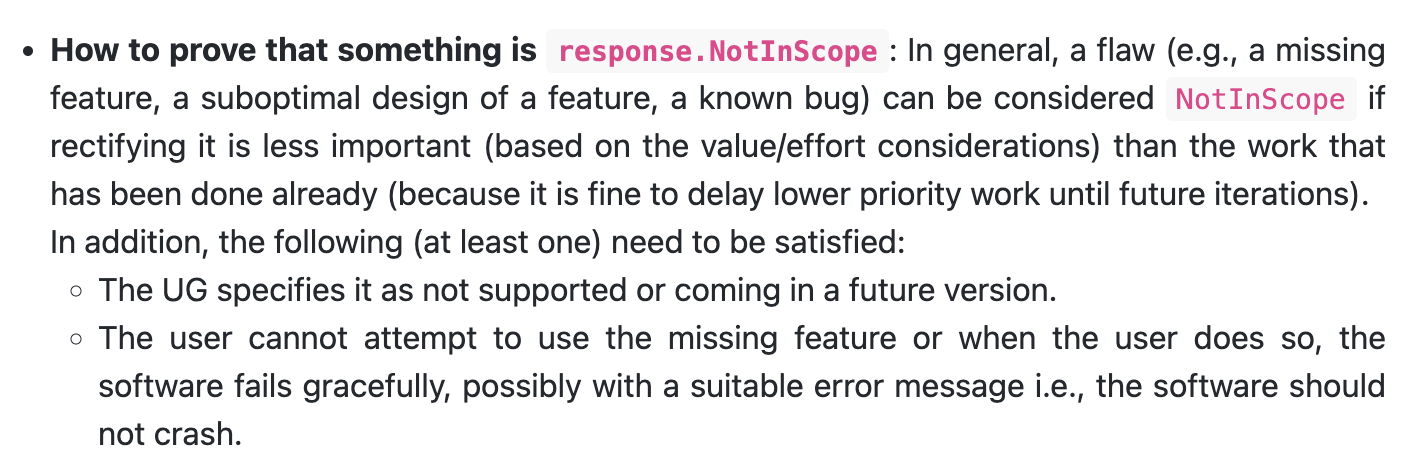 • How to prove that something is response.NotInScope: In general, a flaw (e.g., a missing
feature, a suboptimal design of a feature, a known bug) can be considered NotInScope if
rectifying it is less important (based on the value/effort considerations) than the work that
has been done already (because it is fine to delay lower priority work until future iterations).
In addition, the following (at least one) need to be satisfied:
◦ The UG specifies it as not supported or coming in a future version.
◦ The user cannot attempt to use the missing feature or when the user does so, the
software fails gracefully, possibly with a suitable error message i.e., the software should
not crash.